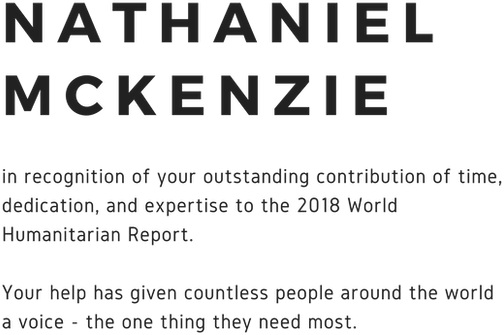 NATHANIEL
MCKENZIE
in recognition of your outstanding contribution of time,
dedication, and expertise to the 2018 World
Humanitarian Report.
Your help has given countless people around the world
a voice - the one thing they need most.